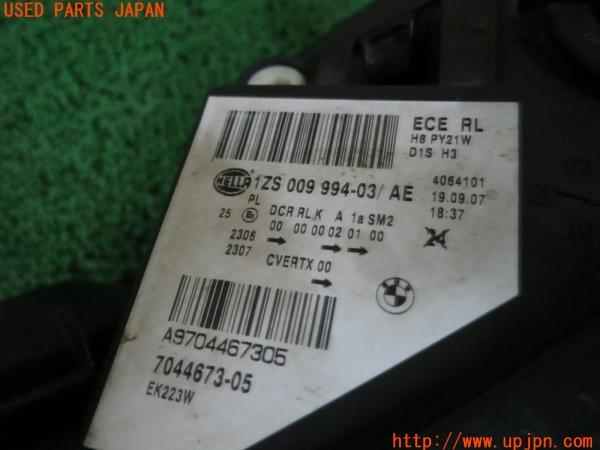 USED PARTS JAPAN
ECE RL
H8 PY21W
D1S H3
HELLA 1ZS 009 994-03/ AE
4064101
19.09.07
18:37
PL
25 DCR RL.K A 1a SM2
00 00 00 02 01 00
24
2306
2307 CVERTX 00
BMW
A9704467305
7044673-05
EK223W
http://www.upjpn.com/